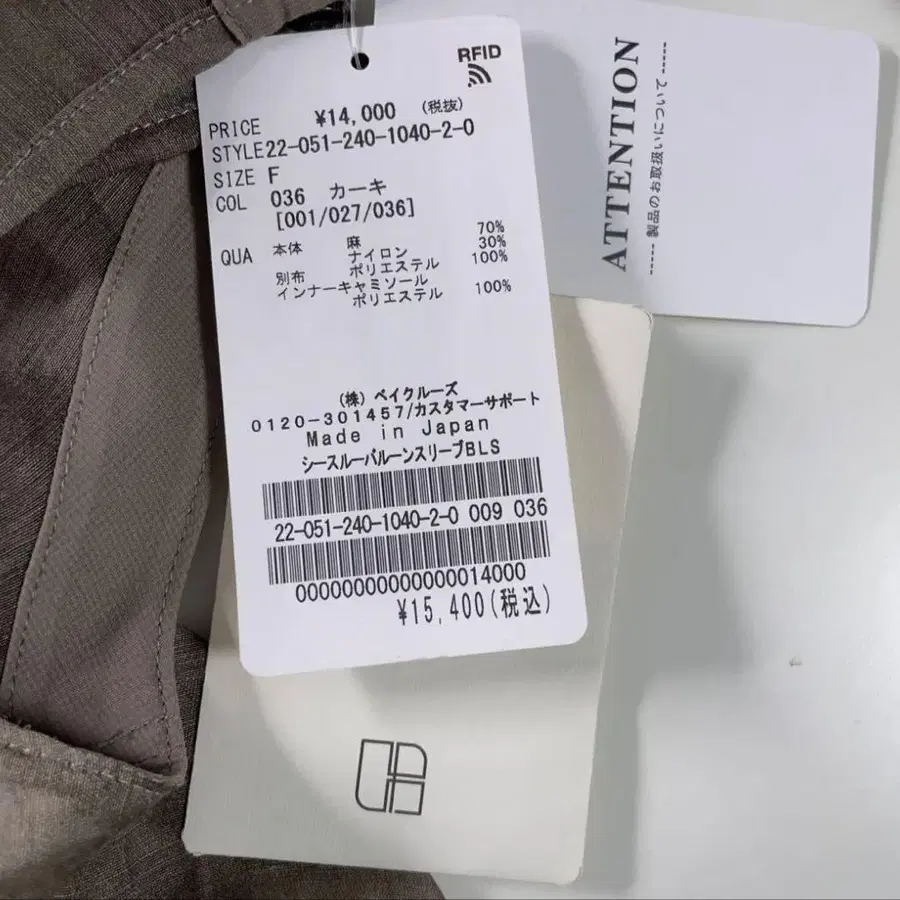 RFID
PRICE ¥14,000 (税抜)
STYLE22-051-240-1040-2-0
SIZE F
COL 036 カーキ
[001/027/036]
QUA 本体 麻 70%
ナイロン 30%
別布 ポリエステル 100%
インナーキャミソール
ポリエステル 100%
(株) ベイクルーズ
0120-301457/カスタマーサポート
Made in Japan
シースルーバルーンスリーブBLS
22-051-240-1040-2-0 009 036
00000000000000014000
¥15,400(税込)
ATTENTION
----- 製品のお取扱いについて -----